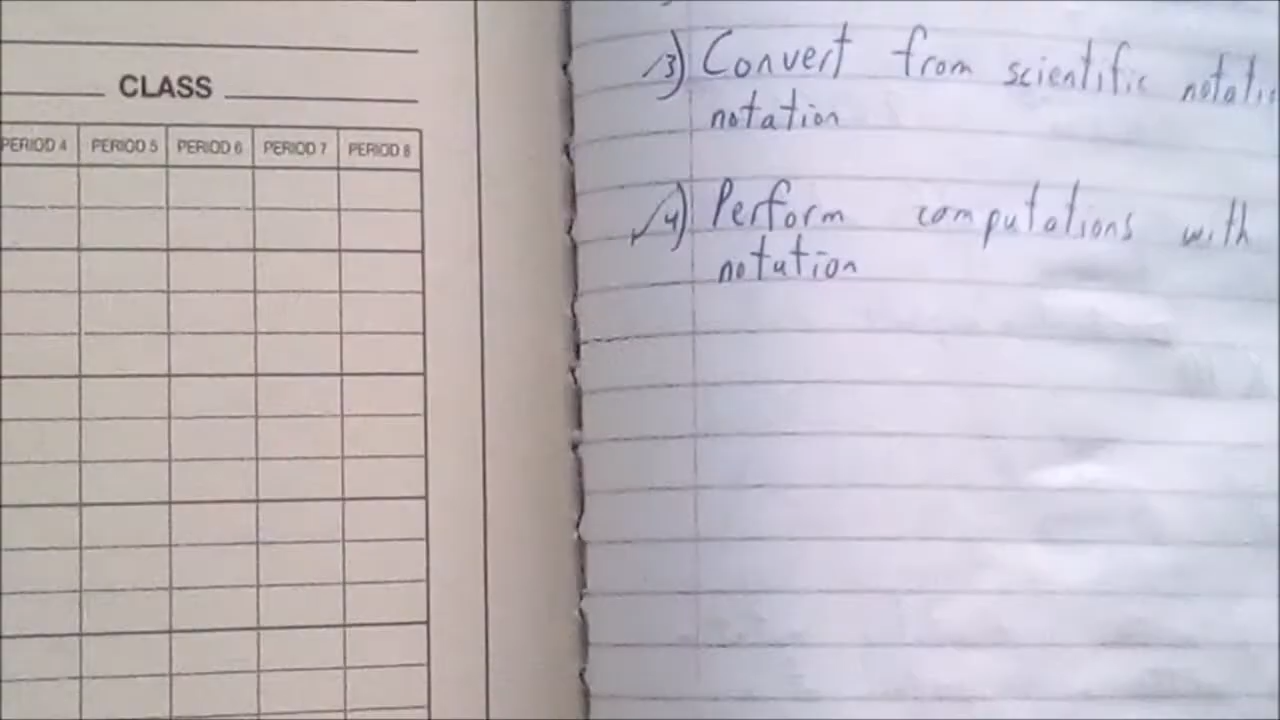 CLASS
PERIOD 4 PERIOD 5 PERIOD 6 PERIOD 7 PERIOD 8
3) Convert from scientific
notation
4) Perform computations with
notation